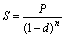 S = P / (1 − d)^n